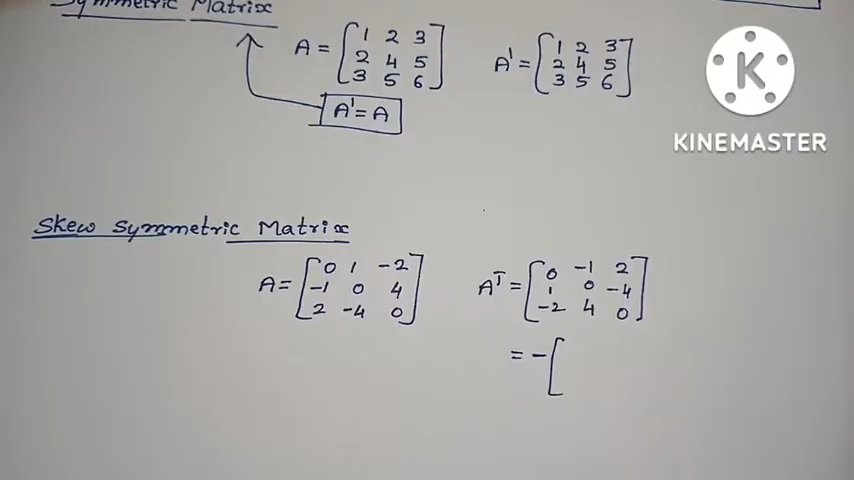 Symmetric Matrix
A = [1 2 3
2 4 5
3 5 6]
A' = [1 2 3
2 4 5
3 5 6]
A' = A
K
KINEMASTER
Skew Symmetric Matrix
A = [0 1 -2
-1 0 4
2 -4 0]
Aᵀ = [0 -1 2
1 0 -4
-2 4 0]
= - [